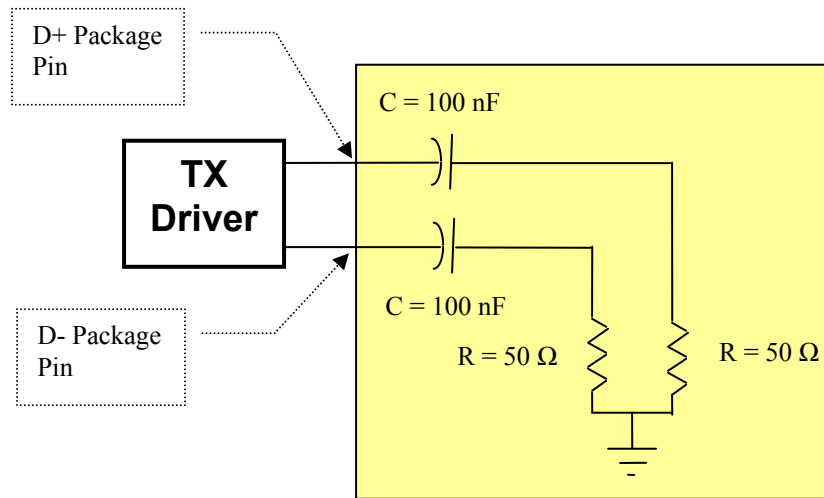 D+ Package
Pin
C = 100 nF
TX
Driver
C = 100 nF
D- Package
Pin
R = 50 Ω
R = 50 Ω